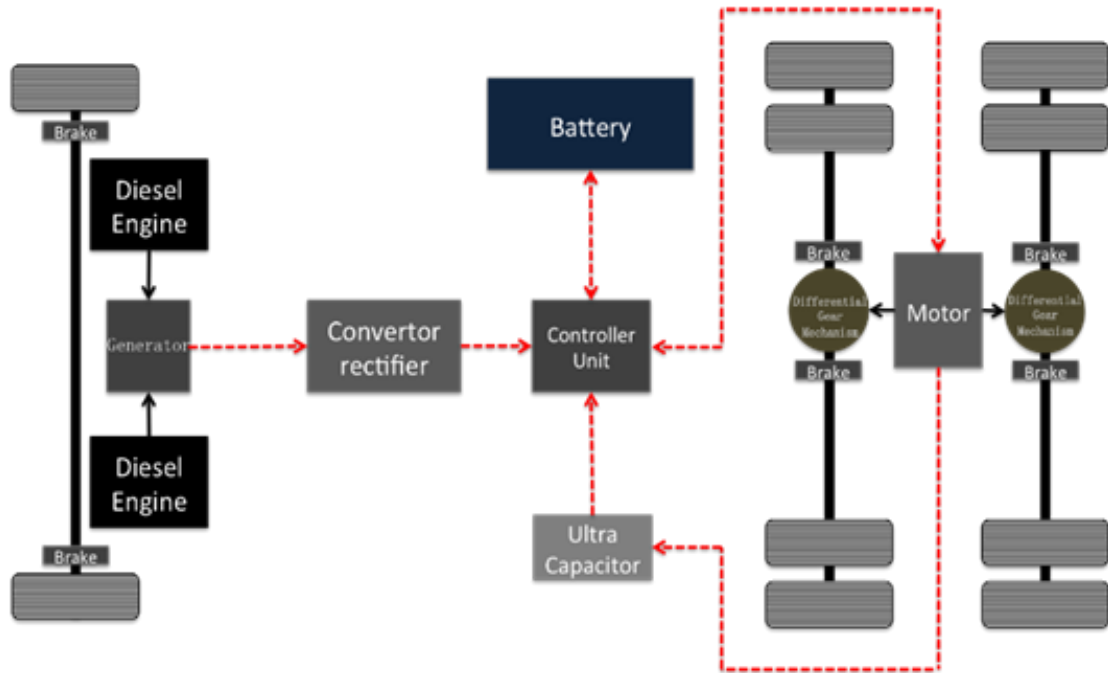 Brake
Diesel
Engine
Generator
Diesel
Engine
Brake
Convertor
rectifier
Battery
Controller
Unit
Ultra
Capacitor
Brake
Differential
Gear
Mechanism
Brake
Motor
Brake
Differential
Gear
Mechanism
Brake